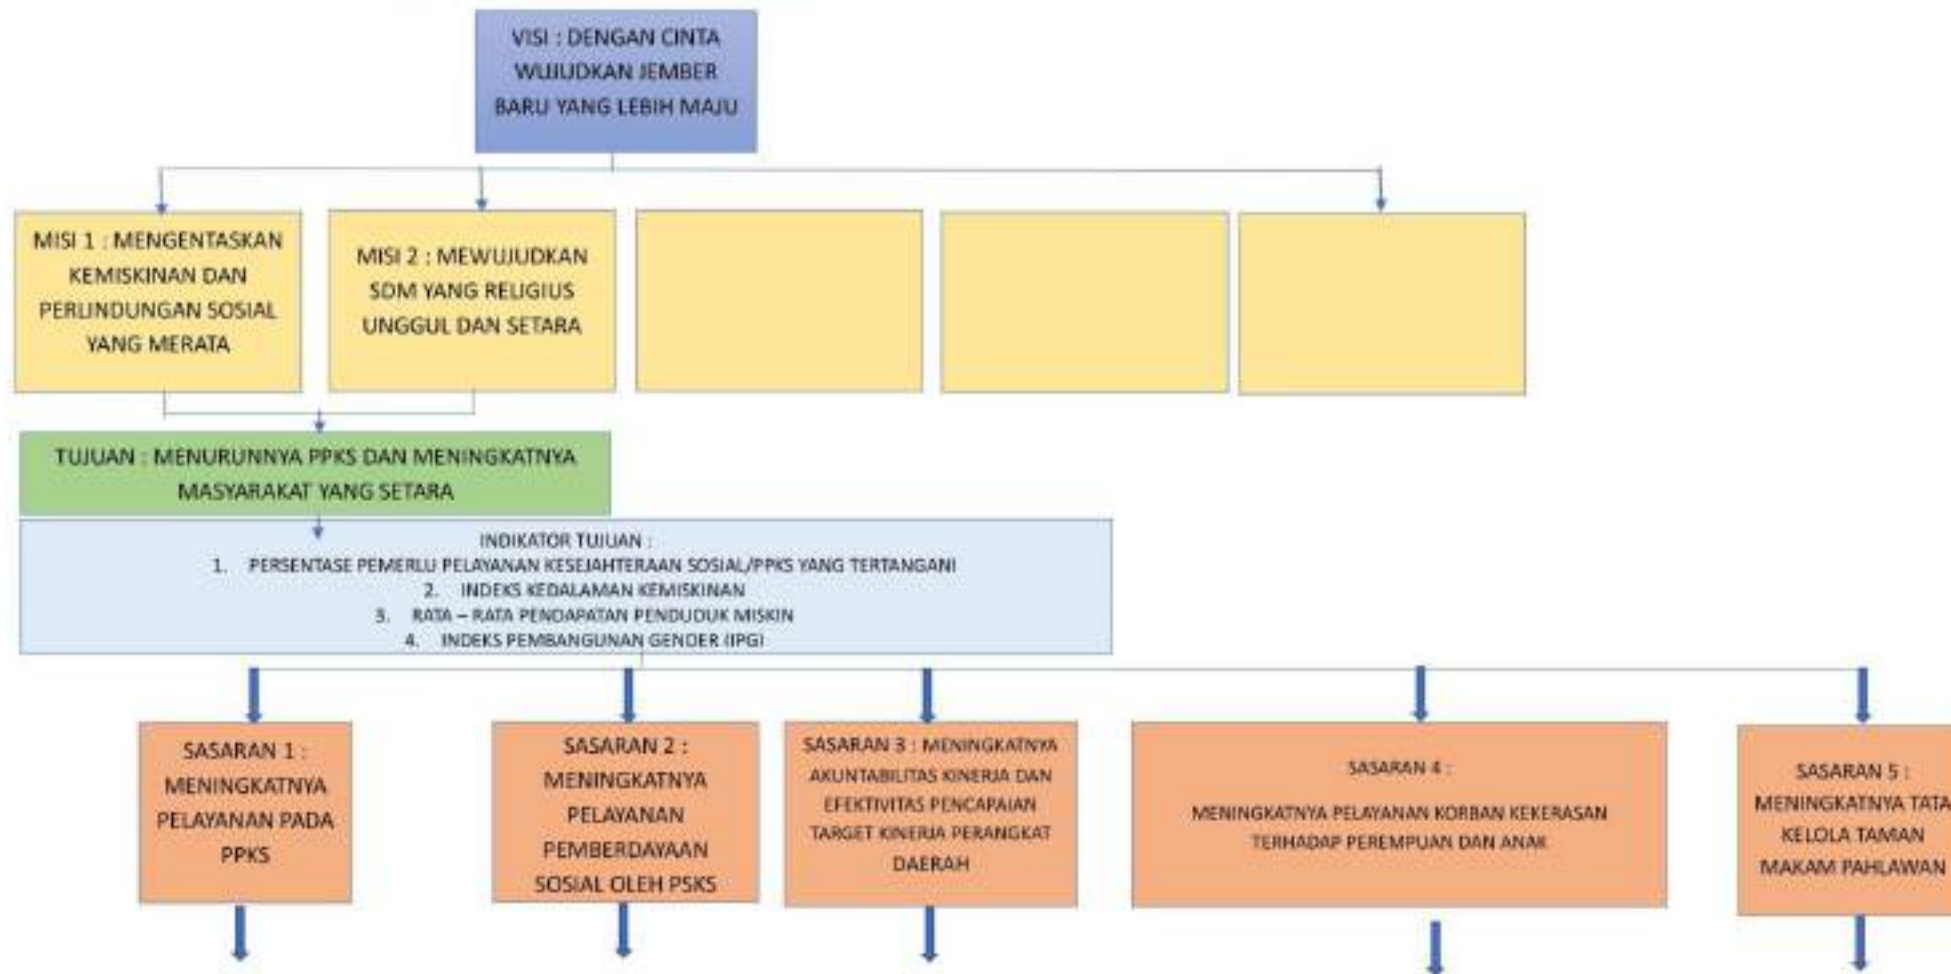 VISI : DENGAN CINTA
WUJUDKAN JEMBER
BARU YANG LEBIH MAJU
MISI 1 : MENGENTASKAN
KEMISKINAN DAN
PERLINDUNGAN SOSIAL
YANG MERATA
MISI 2 : MEWUJUDKAN
SDM YANG RELIGIUS
UNGGUL DAN SETARA
TUJUAN : MENURUNNYA PPKS DAN MENINGKATNYA
MASYARAKAT YANG SETARA
INDIKATOR TUJUAN :
1. PERSENTASE PEMERLU PELAYANAN KESEJAHTERAAN SOSIAL/PPKS YANG TERTANGANI
2. INDEKS KEDALAMAN KEMISKINAN
3. RATA – RATA PENDAPATAN PENDUDUK MISKIN
4. INDEKS PEMBANGUNAN GENDER (IPG)
SASARAN 1 :
MENINGKATNYA
PELAYANAN PADA
PPKS
SASARAN 2 :
MENINGKATNYA
PELAYANAN
PEMBERDAYAAN
SOSIAL OLEH PSKS
SASARAN 3 : MENINGKATNYA
AKUNTABILITAS KINERJA DAN
EFEKTIVITAS PENCAPAIAN
TARGET KINERJA PERANGKAT
DAERAH
SASARAN 4 :
MENINGKATNYA PELAYANAN KORBAN KEKERASAN
TERHADAP PEREMPUAN DAN ANAK
SASARAN 5 :
MENINGKATNYA TATA
KELOLA TAMAN
MAKAM PAHLAWAN